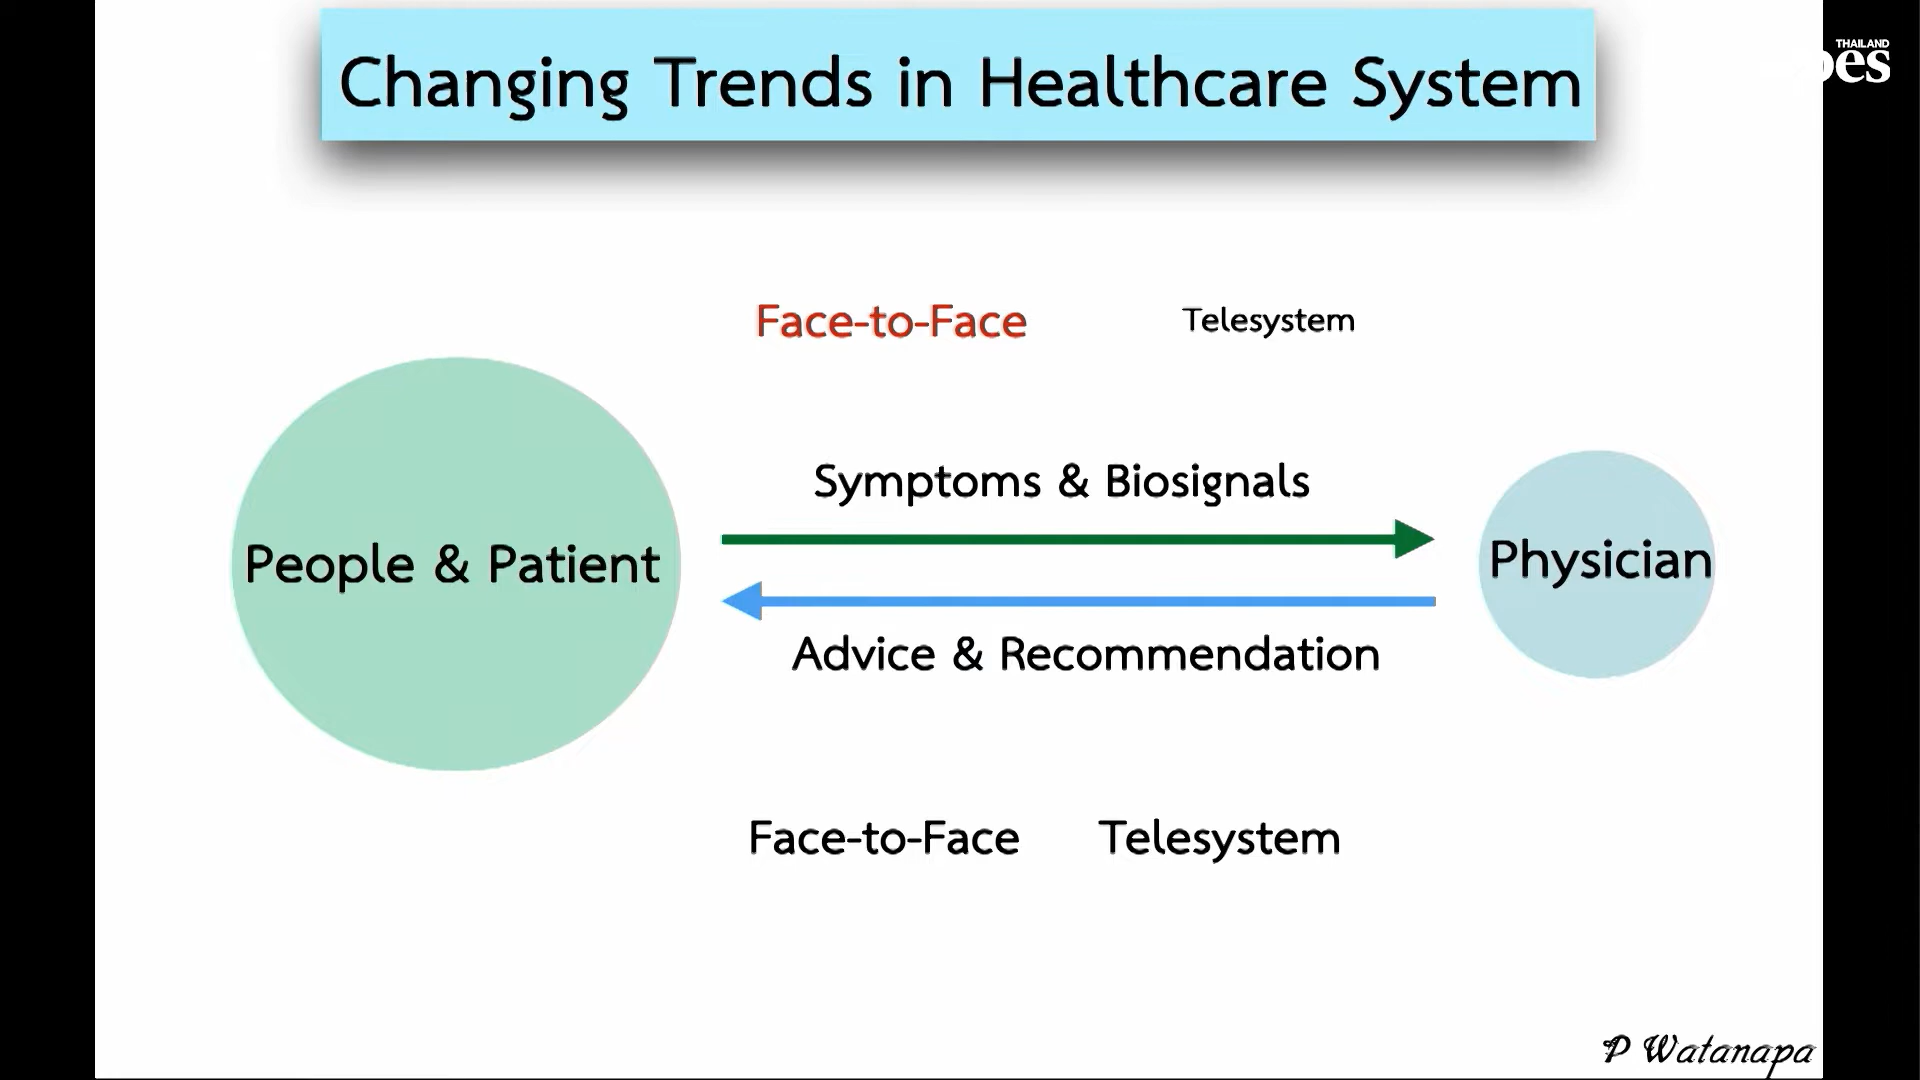 Changing Trends in Healthcare System
THAILAND
Face-to-Face Telesystem
Symptoms & Biosignals
People & Patient
Physician
Advice & Recommendation
Face-to-Face Telesystem
P Watanapa